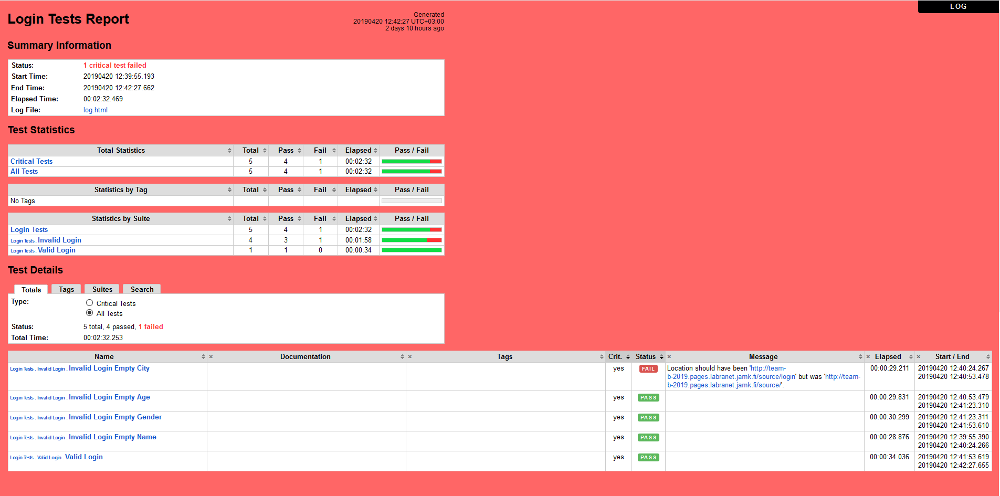 LOG
Login Tests Report
Generated
20190420 12:42:27 UTC+03:00
2 days 10 hours ago
Summary Information
Status: 1 critical test failed
Start Time: 20190420 12:39:55.193
End Time: 20190420 12:42:27.662
Elapsed Time: 00:02:32.469
Log File: log.html
Test Statistics
Total Statistics Total Pass Fail Elapsed Pass / Fail
Critical Tests 5 4 1 00:02:32
All Tests 5 4 1 00:02:32
Statistics by Tag Total Pass Fail Elapsed Pass / Fail
No Tags
Statistics by Suite Total Pass Fail Elapsed Pass / Fail
Login Tests 5 4 1 00:02:32
Login Tests . Invalid Login 4 3 1 00:01:58
Login Tests . Valid Login 1 1 0 00:00:34
Test Details
Totals Tags Suites Search
Type: Critical Tests
All Tests
Status: 5 total, 4 passed, 1 failed
Total Time: 00:02:32.253
Name × Documentation × Tags Crit. Status × Message × Elapsed × Start / End
Login Tests . Invalid Login . Invalid Login Empty City yes FAIL Location should have been 'http://team- 00:00:29.211 20190420 12:40:24.267
b-2019.pages.labranet.jamk.fi/source/login' but was 'http://team- 20190420 12:40:53.478
b-2019.pages.labranet.jamk.fi/source/'.
Login Tests . Invalid Login . Invalid Login Empty Age yes PASS 00:00:29.831 20190420 12:40:53.479
20190420 12:41:23.310
Login Tests . Invalid Login . Invalid Login Empty Gender yes PASS 00:00:30.299 20190420 12:41:23.311
20190420 12:41:53.610
Login Tests . Invalid Login . Invalid Login Empty Name yes PASS 00:00:28.876 20190420 12:39:55.390
20190420 12:40:24.266
Login Tests . Valid Login . Valid Login yes PASS 00:00:34.036 20190420 12:41:53.619
20190420 12:42:27.655